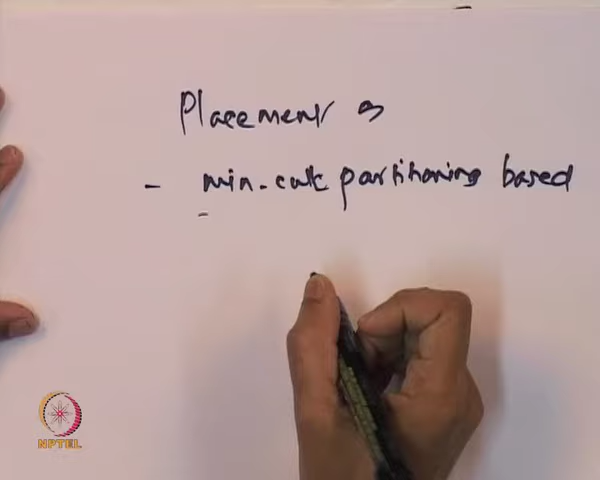 Placement
- min-cut partitioning based
-
NPTEL